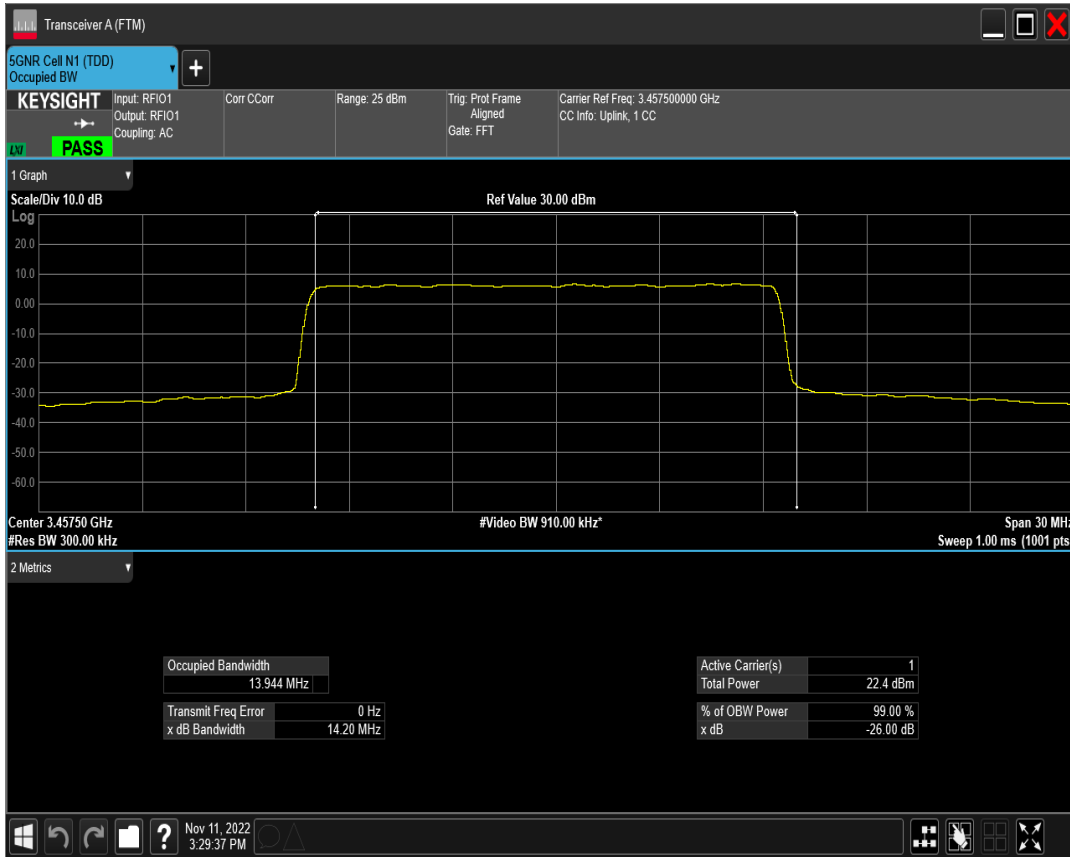 Transceiver A (FTM)
5GNR Cell N1 (TDD)
Occupied BW
+
KEYSIGHT
LXI
PASS
Input: RFIO1
Output: RFIO1
Coupling: AC
Corr CCorr
Range: 25 dBm
Trig: Prot Frame
Aligned
Gate: FFT
Carrier Ref Freq: 3.457500000 GHz
CC Info: Uplink, 1 CC
1 Graph
Scale/Div 10.0 dB
Ref Value 30.00 dBm
Log
20.0
10.0
0.00
-10.0
-20.0
-30.0
-40.0
-50.0
-60.0
Center 3.45750 GHz
#Video BW 910.00 kHz*
Span 30 MHz
#Res BW 300.00 kHz
Sweep 1.00 ms (1001 pts
2 Metrics
Occupied Bandwidth
13.944 MHz
Transmit Freq Error 0 Hz
x dB Bandwidth 14.20 MHz
Active Carrier(s) 1
Total Power 22.4 dBm
% of OBW Power 99.00 %
x dB -26.00 dB
?
Nov 11, 2022
3:29:37 PM